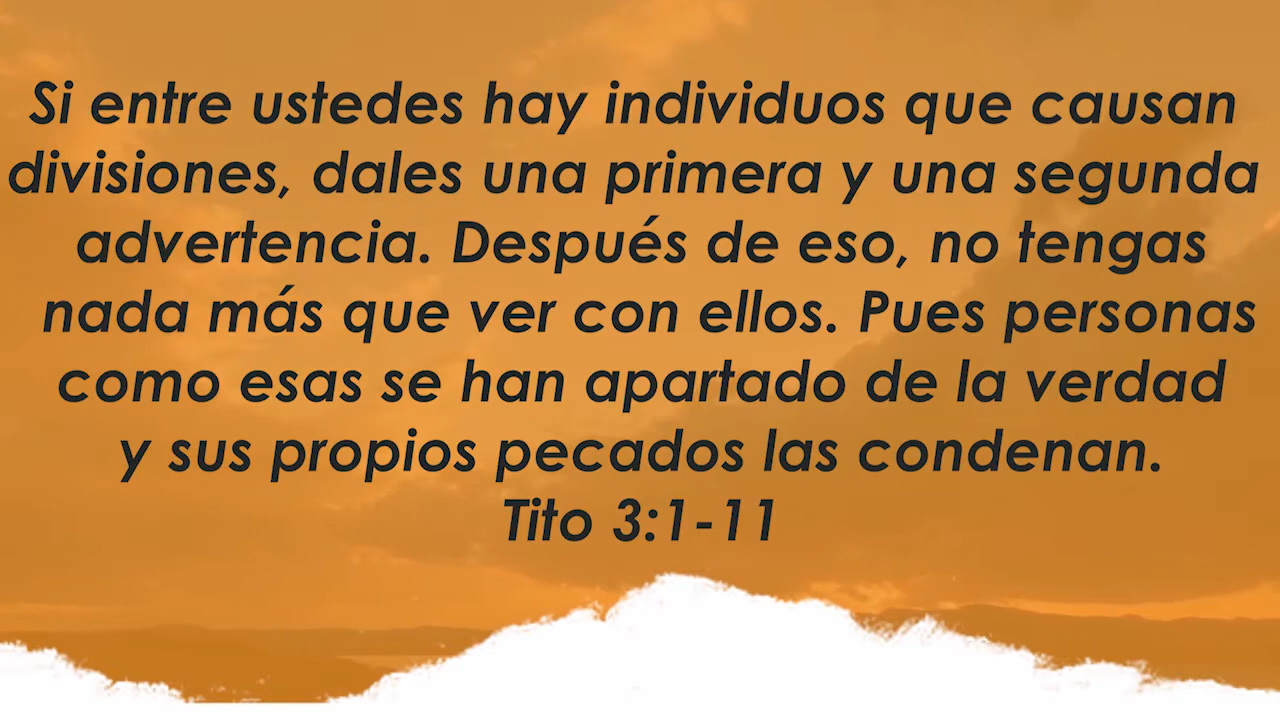 Si entre ustedes hay individuos que causan
divisiones, dales una primera y una segunda
advertencia. Después de eso, no tengas
nada más que ver con ellos. Pues personas
como esas se han apartado de la verdad
y sus propios pecados las condenan.
Tito 3:1-11